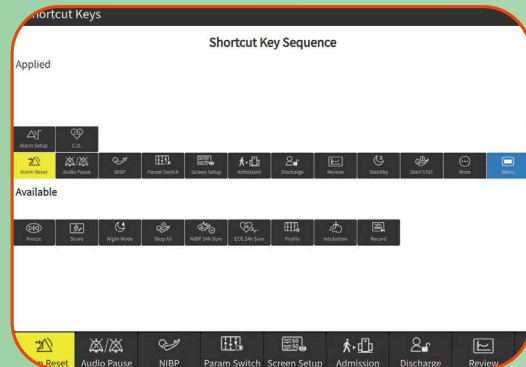 Shortcut Keys
Shortcut Key Sequence
Applied
Alarm Setup C.O.
Alarm Reset Audio Pause NIBP Param Switch Screen Setup Admission Discharge Review Standby Start STAT More Menu
Available
Freeze Score Night Mode Stop All NIBP 24h Sum ECG 24h Sum Profile Intubation Record
Alarm Reset Audio Pause NIBP Param Switch Screen Setup Admission Discharge Review